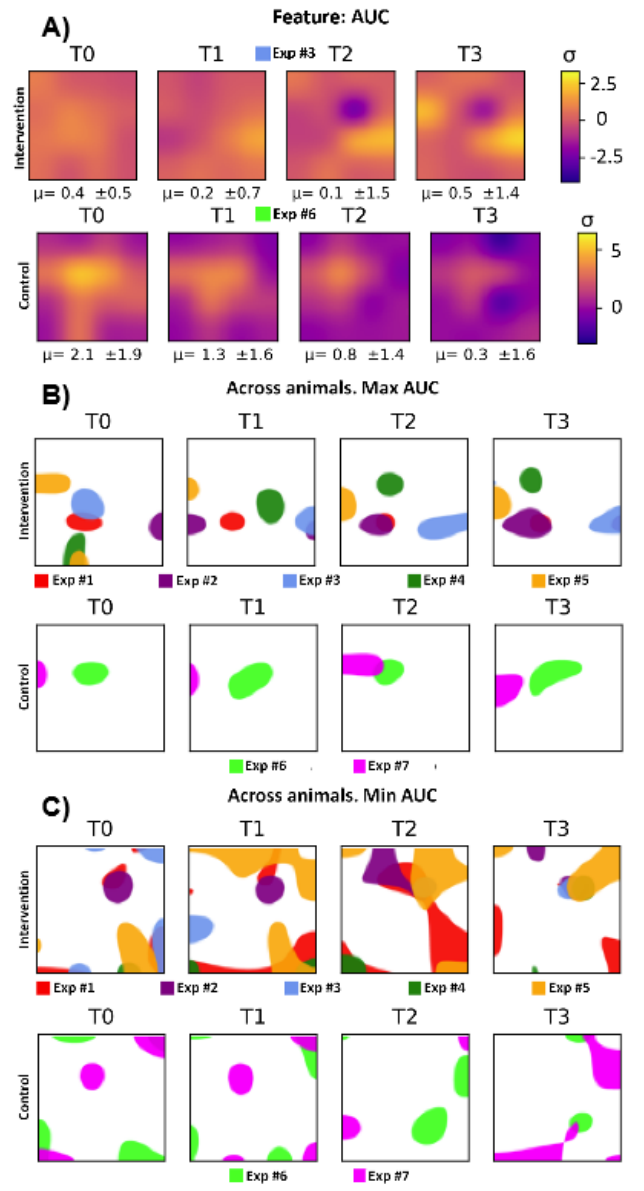 A)
Feature: AUC
T0 T1 Exp #3 T2 T3 σ
Intervention
2.5
0
-2.5
μ= 0.4 ±0.5 μ= 0.2 ±0.7 μ= 0.1 ±1.5 μ= 0.5 ±1.4
Exp #6
T0 T1 T2 T3 σ
Control
5
0
μ= 2.1 ±1.9 μ= 1.3 ±1.6 μ= 0.8 ±1.4 μ= 0.3 ±1.6
B)
Across animals. Max AUC
T0 T1 T2 T3
Intervention
Exp #1 Exp #2 Exp #3 Exp #4 Exp #5
T0 T1 T2 T3
Control
Exp #6 Exp #7
C)
Across animals. Min AUC
T0 T1 T2 T3
Intervention
Exp #1 Exp #2 Exp #3 Exp #4 Exp #5
T0 T1 T2 T3
Control
Exp #6 Exp #7